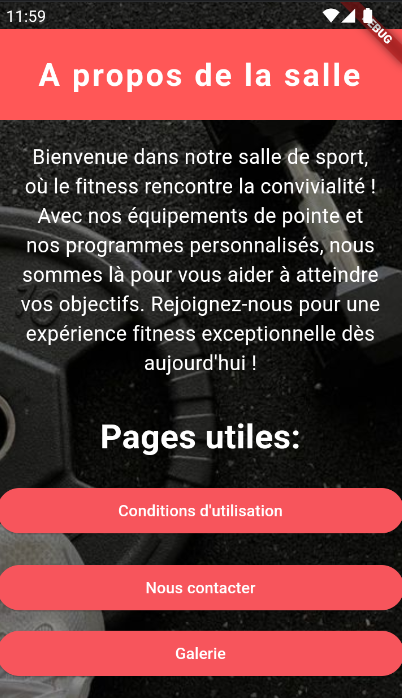 11:59
DEBUG
A propos de la salle
Bienvenue dans notre salle de sport,
où le fitness rencontre la convivialité !
Avec nos équipements de pointe et
nos programmes personnalisés, nous
sommes là pour vous aider à atteindre
vos objectifs. Rejoignez-nous pour une
expérience fitness exceptionnelle dès
aujourd'hui !
Pages utiles:
Conditions d'utilisation
Nous contacter
Galerie